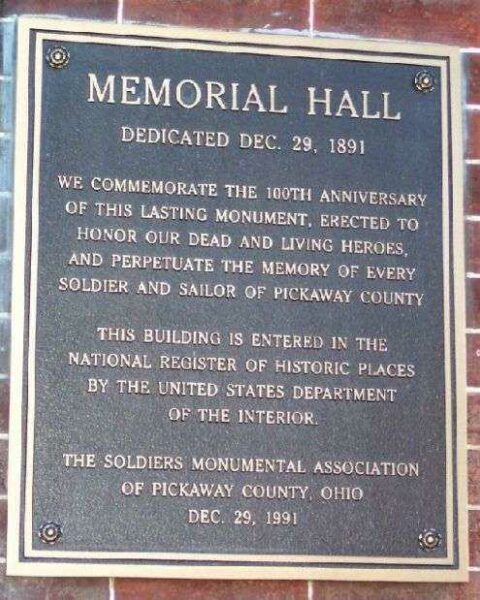 MEMORIAL HALL
DEDICATED DEC. 29, 1891
WE COMMEMORATE THE 100TH ANNIVERSARY
OF THIS LASTING MONUMENT, ERECTED TO
HONOR OUR DEAD AND LIVING HEROES,
AND PERPETUATE THE MEMORY OF EVERY
SOLDIER AND SAILOR OF PICKAWAY COUNTY
THIS BUILDING IS ENTERED IN THE
NATIONAL REGISTER OF HISTORIC PLACES
BY THE UNITED STATES DEPARTMENT
OF THE INTERIOR.
THE SOLDIERS MONUMENTAL ASSOCIATION
OF PICKAWAY COUNTY, OHIO
DEC. 29, 1991